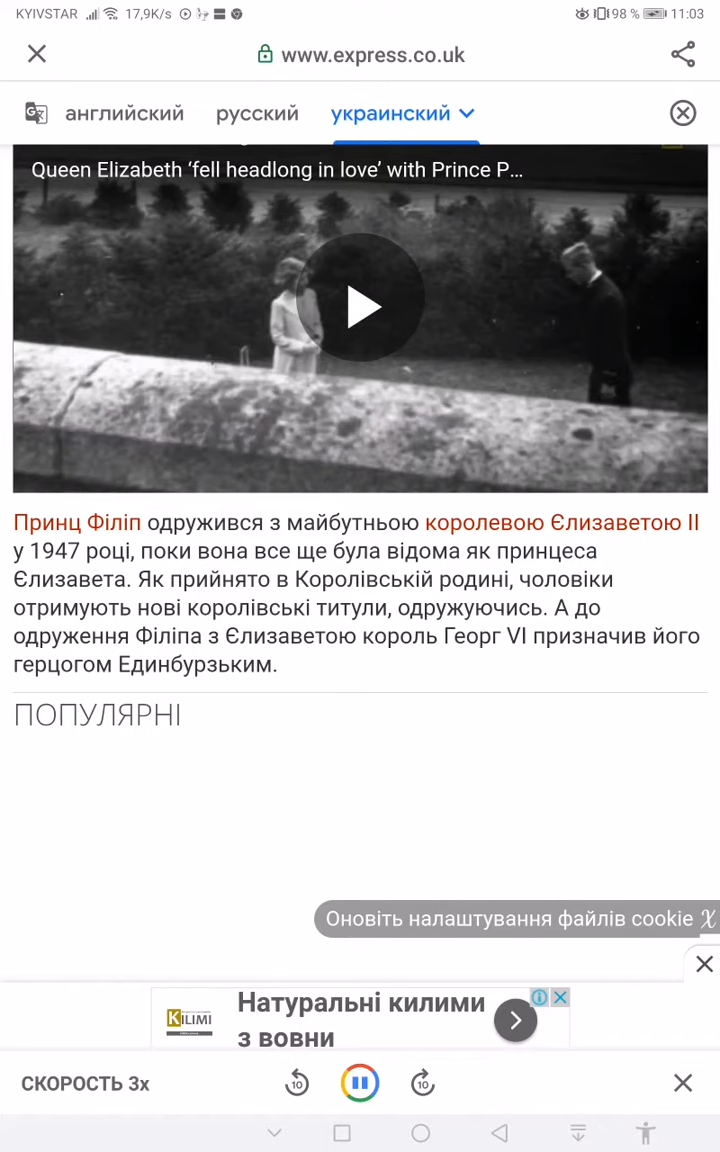 KYIVSTAR 17,9K/s 98 % 11:03
www.express.co.uk
английский русский украинский
Queen Elizabeth ‘fell headlong in love’ with Prince P...
Принц Філіп одружився з майбутньою королевою Єлизаветою II
у 1947 році, поки вона все ще була відома як принцеса
Єлизавета. Як прийнято в Королівській родині, чоловіки
отримують нові королівські титули, одружуючись. А до
одруження Філіпа з Єлизаветою король Георг VI призначив його
герцогом Единбурзьким.
ПОПУЛЯРНІ
Оновіть налаштування файлів cookie
KILIMI
Натуральні килими
з вовни
СКОРОСТЬ 3x
10
10